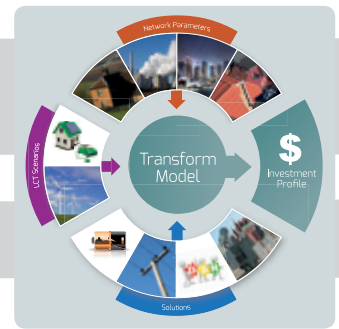 Network Parameters
LCT Scenarios
Transform
Model
$
Investment
Profile
Solutions